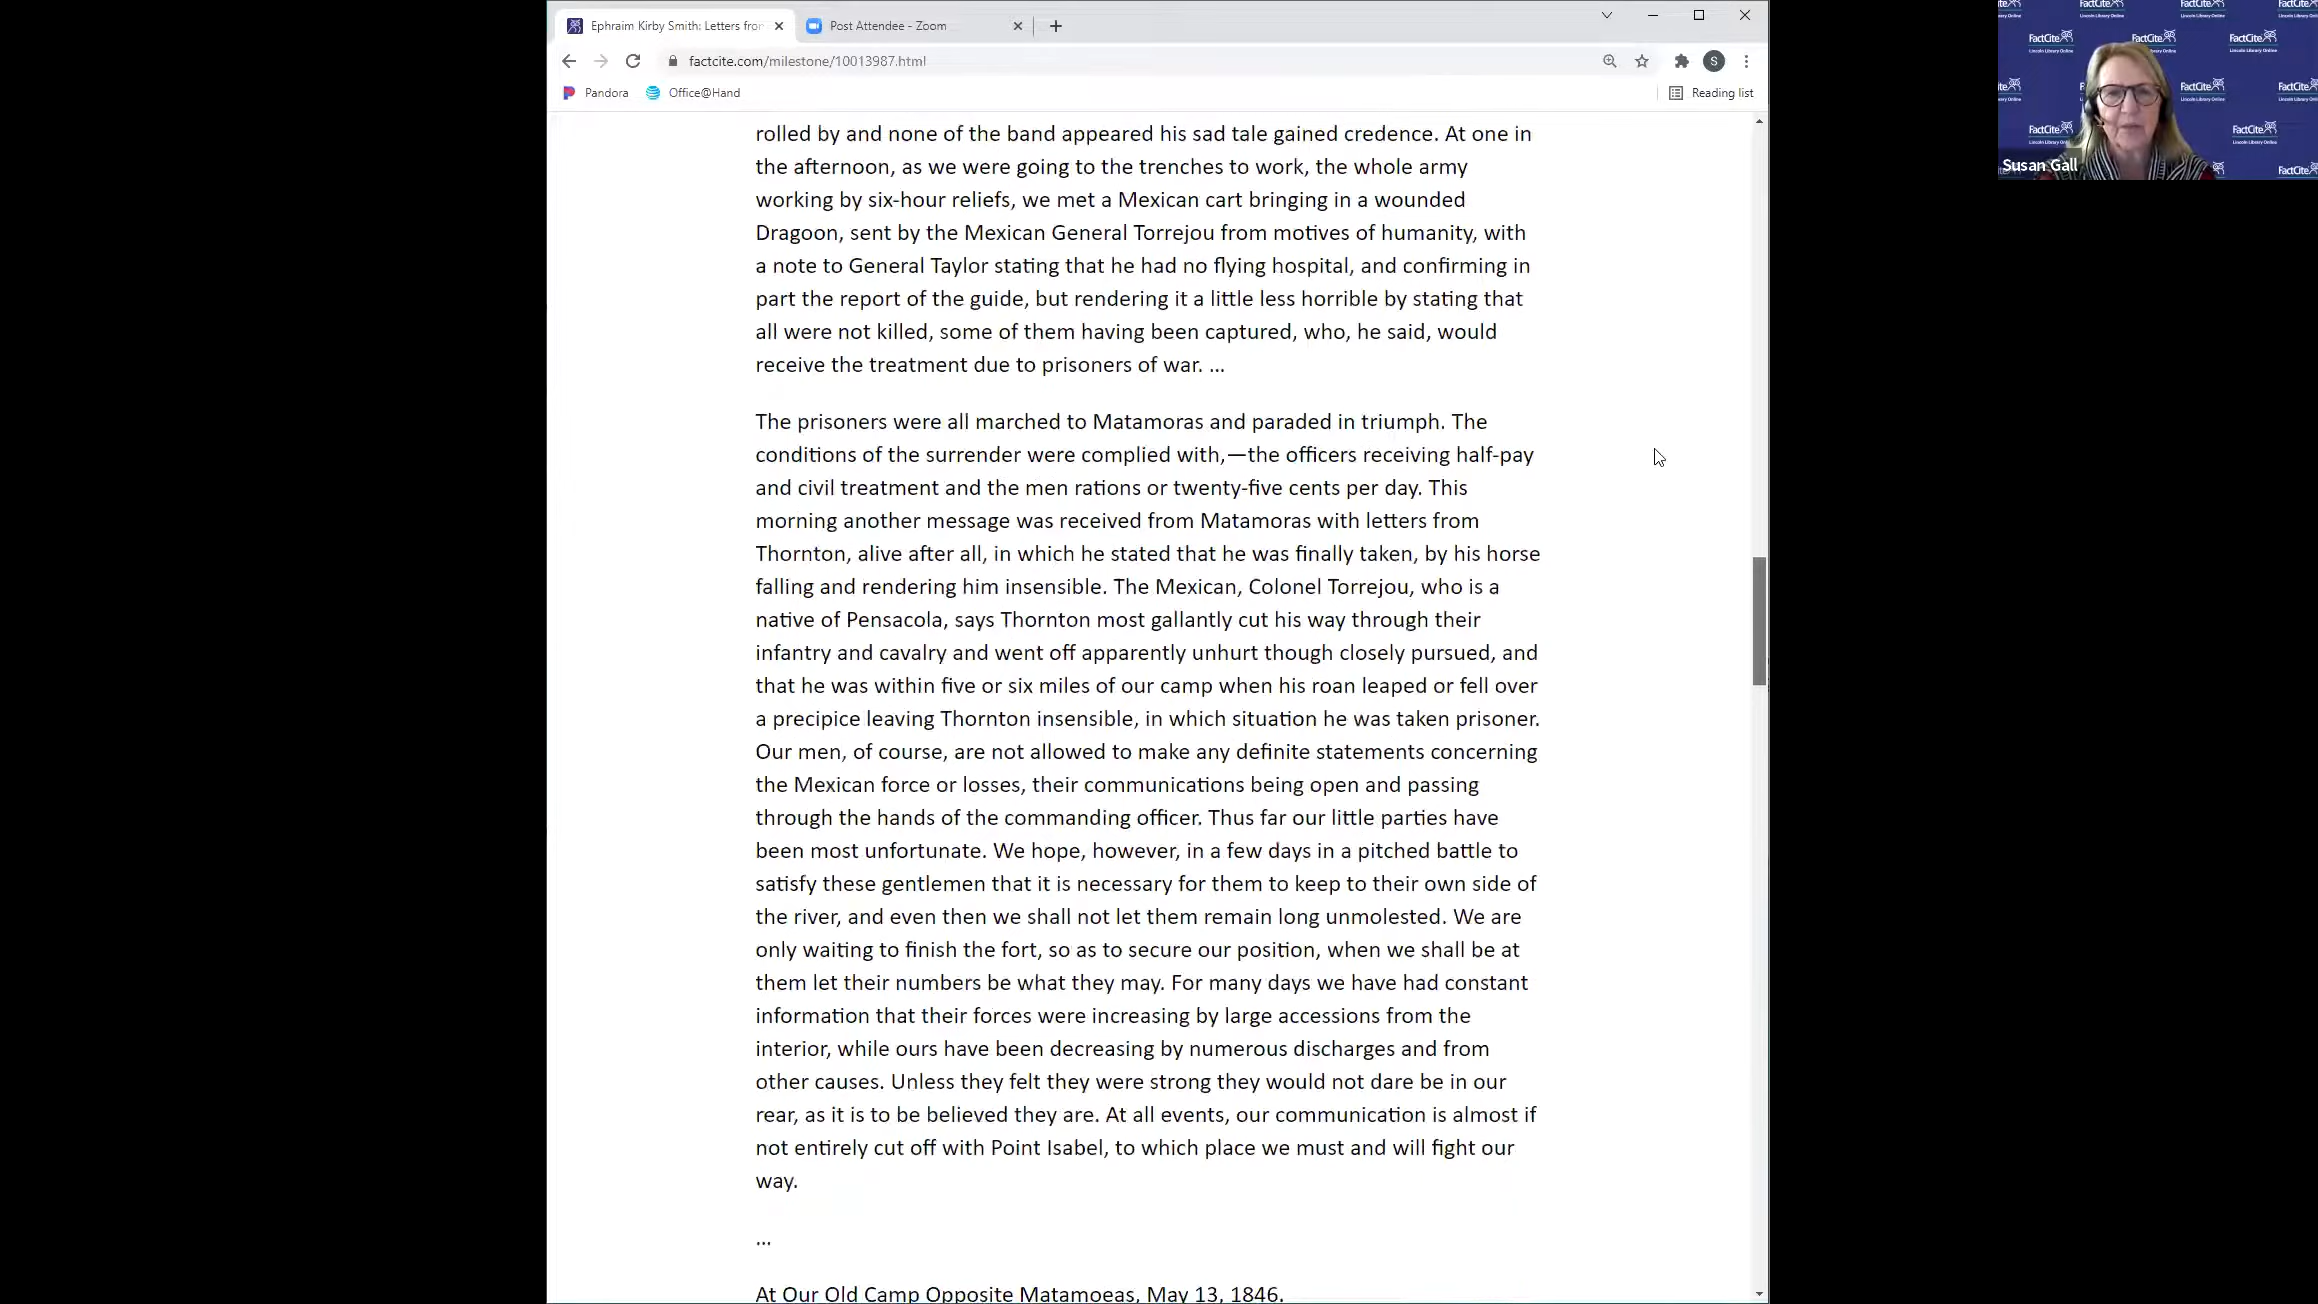 Ephraim Kirby Smith: Letters from
Post Attendee - Zoom
factcite.com/milestone/10013987.html
S
Pandora
Office@Hand
Reading list
rolled by and none of the band appeared his sad tale gained credence. At one in
the afternoon, as we were going to the trenches to work, the whole army
working by six-hour reliefs, we met a Mexican cart bringing in a wounded
Dragoon, sent by the Mexican General Torrejou from motives of humanity, with
a note to General Taylor stating that he had no flying hospital, and confirming in
part the report of the guide, but rendering it a little less horrible by stating that
all were not killed, some of them having been captured, who, he said, would
receive the treatment due to prisoners of war. ...
The prisoners were all marched to Matamoras and paraded in triumph. The
conditions of the surrender were complied with,—the officers receiving half-pay
and civil treatment and the men rations or twenty-five cents per day. This
morning another message was received from Matamoras with letters from
Thornton, alive after all, in which he stated that he was finally taken, by his horse
falling and rendering him insensible. The Mexican, Colonel Torrejou, who is a
native of Pensacola, says Thornton most gallantly cut his way through their
infantry and cavalry and went off apparently unhurt though closely pursued, and
that he was within five or six miles of our camp when his roan leaped or fell over
a precipice leaving Thornton insensible, in which situation he was taken prisoner.
Our men, of course, are not allowed to make any definite statements concerning
the Mexican force or losses, their communications being open and passing
through the hands of the commanding officer. Thus far our little parties have
been most unfortunate. We hope, however, in a few days in a pitched battle to
satisfy these gentlemen that it is necessary for them to keep to their own side of
the river, and even then we shall not let them remain long unmolested. We are
only waiting to finish the fort, so as to secure our position, when we shall be at
them let their numbers be what they may. For many days we have had constant
information that their forces were increasing by large accessions from the
interior, while ours have been decreasing by numerous discharges and from
other causes. Unless they felt they were strong they would not dare be in our
rear, as it is to be believed they are. At all events, our communication is almost if
not entirely cut off with Point Isabel, to which place we must and will fight our
way.
...
At Our Old Camp Opposite Matamoeas, May 13, 1846.
FactCite
Lincoln Library Online
Susan Gall